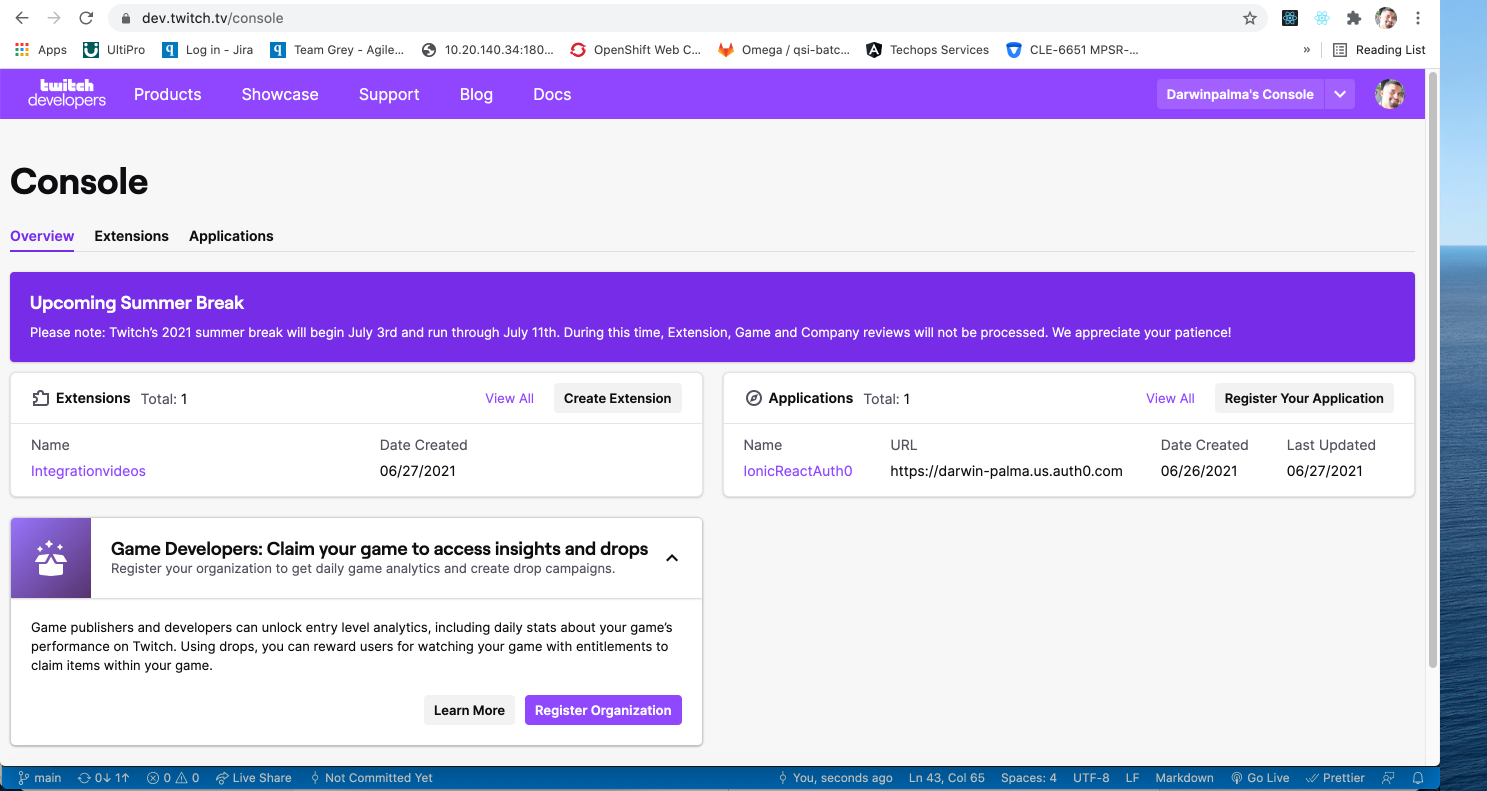 dev.twitch.tv/console
Apps UltiPro Log in - Jira Team Grey - Agile... 10.20.140.34:180... OpenShift Web C... Omega / qsi-batc... Techops Services CLE-6651 MPSR-... » Reading List
twitch
developers
Products Showcase Support Blog Docs Darwinpalma's Console
Console
Overview Extensions Applications
Upcoming Summer Break
Please note: Twitch's 2021 summer break will begin July 3rd and run through July 11th. During this time, Extension, Game and Company reviews will not be processed. We appreciate your patience!
Extensions Total: 1 View All Create Extension
Name Date Created
Integrationvideos 06/27/2021
Applications Total: 1 View All Register Your Application
Name URL Date Created Last Updated
IonicReactAuth0 https://darwin-palma.us.auth0.com 06/26/2021 06/27/2021
Game Developers: Claim your game to access insights and drops
Register your organization to get daily game analytics and create drop campaigns.
Game publishers and developers can unlock entry level analytics, including daily stats about your game's
performance on Twitch. Using drops, you can reward users for watching your game with entitlements to
claim items within your game.
Learn More Register Organization
main 0↓ 1↑ 0 0 Live Share Not Committed Yet You, seconds ago Ln 43, Col 65 Spaces: 4 UTF-8 LF Markdown Go Live Prettier